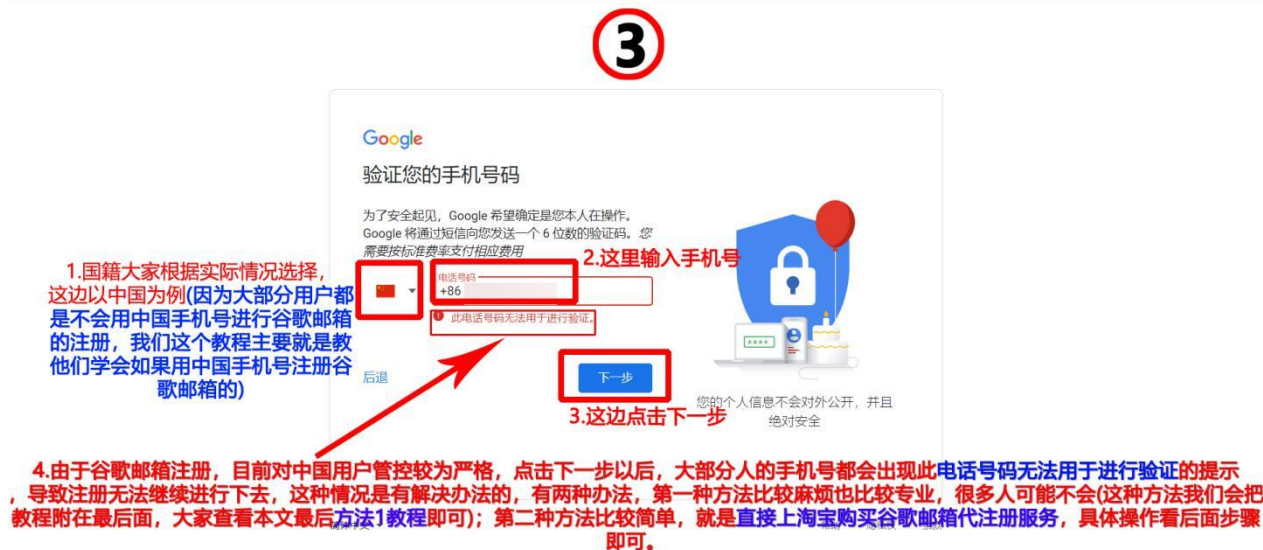 3
Google
验证您的手机号码
为了安全起见，Google 希望确定是您本人在操作。
Google 将通过短信向您发送一个 6 位数的验证码。您
需要按标准费率支付相应费用
2.这里输入手机号
1.国籍大家根据实际情况选择，
这边以中国为例(因为大部分用户都
是不会用中国手机号进行谷歌邮箱
的注册，我们这个教程主要就是教
他们学会如果用中国手机号注册谷
歌邮箱的)
电话号码
+86
此电话号码无法用于进行验证。
后退
下一步
3.这边点击下一步
您的个人信息不会对外公开，并且
绝对安全
4.由于谷歌邮箱注册，目前对中国用户管控较为严格，点击下一步以后，大部分人的手机号都会出现此电话号码无法用于进行验证的提示
，导致注册无法继续进行下去，这种情况是有解决办法的，有两种办法，第一种方法比较麻烦也比较专业，很多人可能不会(这种方法我们会把
教程附在最后面，大家查看本文最后方法1教程即可)；第二种方法比较简单，就是直接上淘宝购买谷歌邮箱代注册服务，具体操作看后面步骤
即可。